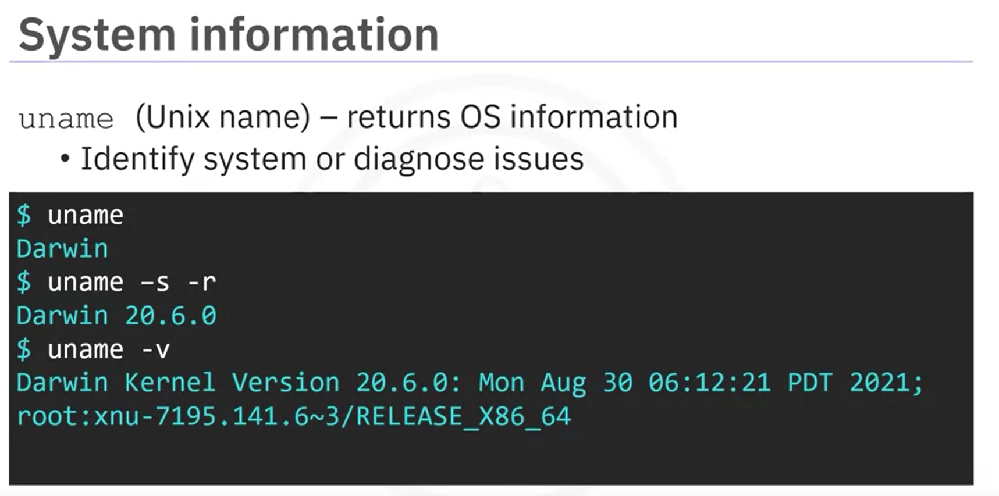 System information
uname (Unix name) – returns OS information
• Identify system or diagnose issues
$ uname
Darwin
$ uname –s -r
Darwin 20.6.0
$ uname -v
Darwin Kernel Version 20.6.0: Mon Aug 30 06:12:21 PDT 2021;
root:xnu-7195.141.6~3/RELEASE_X86_64